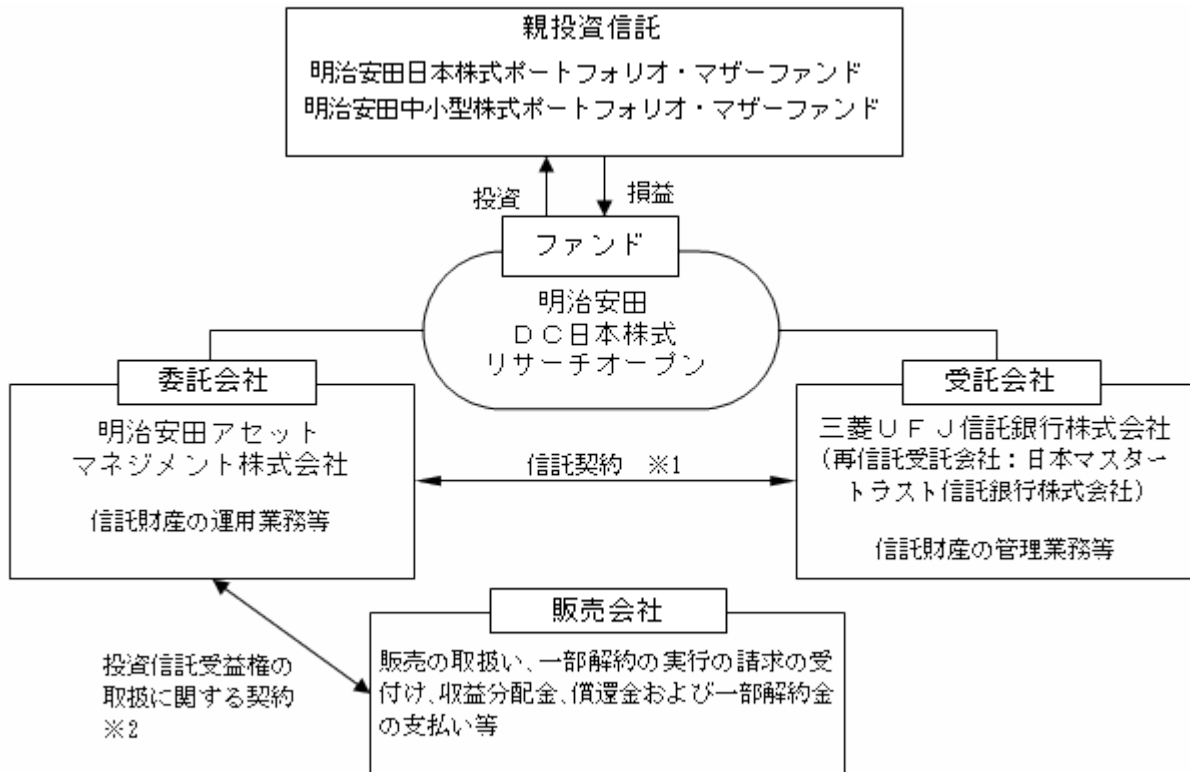 親投資信託
明治安田日本株式ポートフォリオ・マザーファンド
明治安田中小型株式ポートフォリオ・マザーファンド
投資
損益
ファンド
明治安田
ＤＣ日本株式
リサーチオープン
委託会社
明治安田アセット
マネジメント株式会社
信託財産の運用業務等
信託契約　※1
受託会社
三菱ＵＦＪ信託銀行株式会社
（再信託受託会社：日本マスター
トラスト信託銀行株式会社）
信託財産の管理業務等
投資信託受益権の
取扱に関する契約
※2
販売会社
販売の取扱い、一部解約の実行の請求の受
付け、収益分配金、償還金および一部解約金
の支払い等